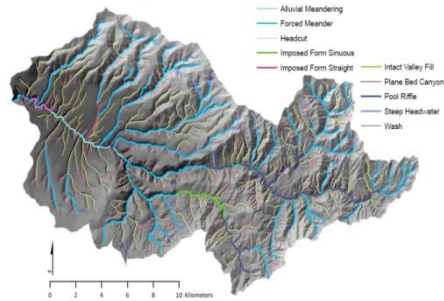 Alluvial Meandering
Forced Meander
Headcut
Imposed Form Sinuous
Imposed Form Straight
Intact Valley Fill
Plane Bed Canyon
Pool Riffle
Steep Headwater
Wash
0 2 4 6 8 10 Kilometers